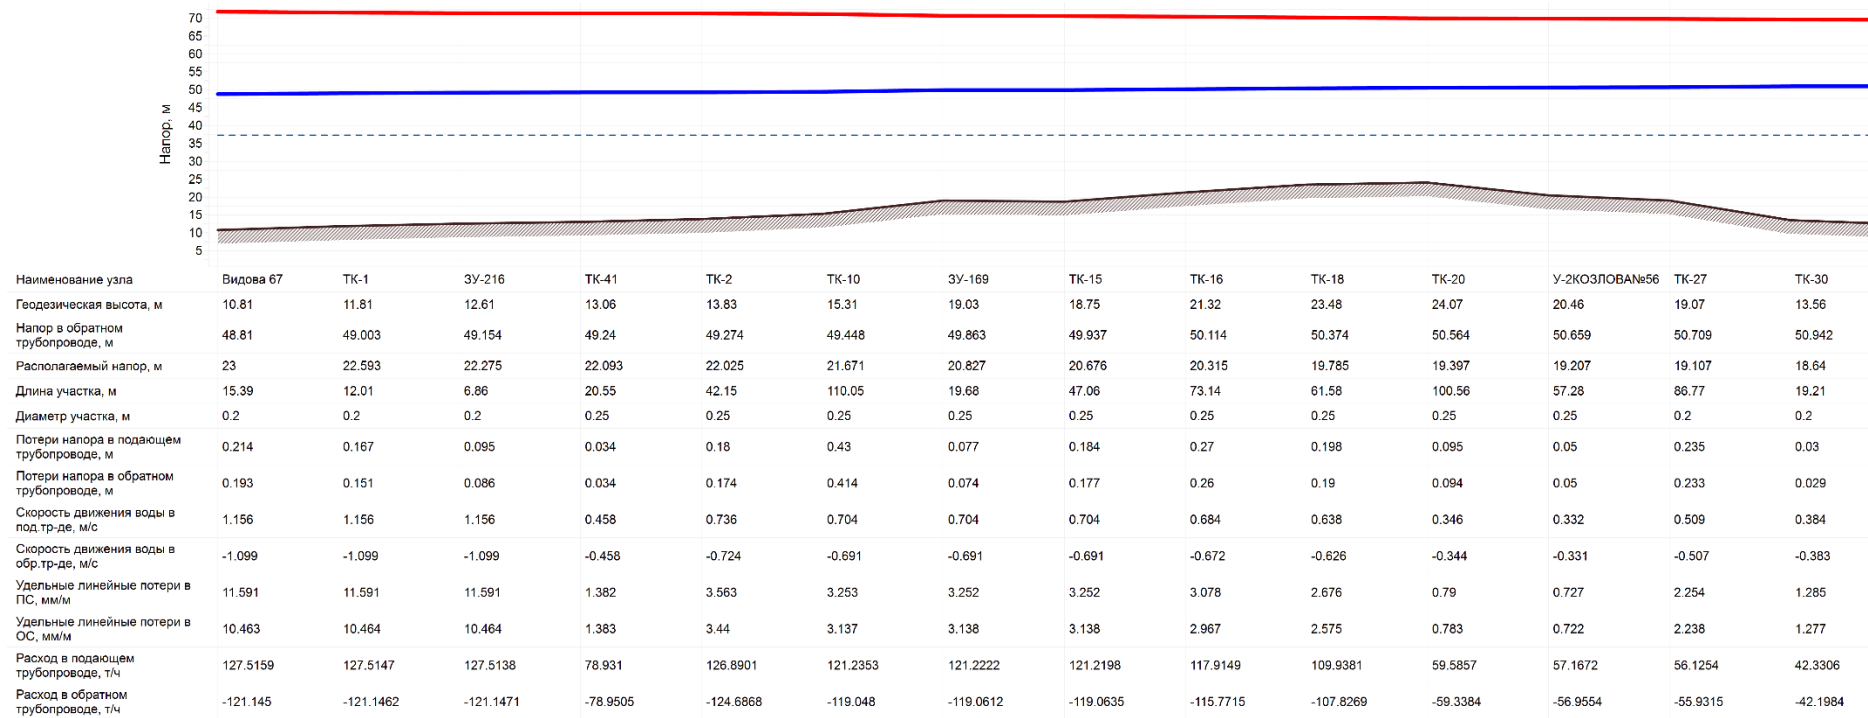 70
65
60
55
50
45
40
35
30
25
20
15
10
5
Напор, м
Наименование узла Видова 67 ТК-1 ЗУ-216 ТК-41 ТК-2 ТК-10 ЗУ-169 ТК-15 ТК-16 ТК-18 ТК-20 У-2КОЗЛОВА№56 ТК-27 ТК-30
Геодезическая высота, м 10.81 11.81 12.61 13.06 13.83 15.31 19.03 18.75 21.32 23.48 24.07 20.46 19.07 13.56
Напор в обратном
трубопроводе, м 48.81 49.003 49.154 49.24 49.274 49.448 49.863 49.937 50.114 50.374 50.564 50.659 50.709 50.942
Располагаемый напор, м 23 22.593 22.275 22.093 22.025 21.671 20.827 20.676 20.315 19.785 19.397 19.207 19.107 18.64
Длина участка, м 15.39 12.01 6.86 20.55 42.15 110.05 19.68 47.06 73.14 61.58 100.56 57.28 86.77 19.21
Диаметр участка, м 0.2 0.2 0.2 0.25 0.25 0.25 0.25 0.25 0.25 0.25 0.25 0.25 0.2 0.2
Потери напора в подающем
трубопроводе, м 0.214 0.167 0.095 0.034 0.18 0.43 0.077 0.184 0.27 0.198 0.095 0.05 0.235 0.03
Потери напора в обратном
трубопроводе, м 0.193 0.151 0.086 0.034 0.174 0.414 0.074 0.177 0.26 0.19 0.094 0.05 0.233 0.029
Скорость движения воды в
под.тр-де, м/с 1.156 1.156 1.156 0.458 0.736 0.704 0.704 0.704 0.684 0.638 0.346 0.332 0.509 0.384
Скорость движения воды в
обр.тр-де, м/с -1.099 -1.099 -1.099 -0.458 -0.724 -0.691 -0.691 -0.691 -0.672 -0.626 -0.344 -0.331 -0.507 -0.383
Удельные линейные потери в
ПС, мм/м 11.591 11.591 11.591 1.382 3.563 3.253 3.252 3.252 3.078 2.676 0.79 0.727 2.254 1.285
Удельные линейные потери в
ОС, мм/м 10.463 10.464 10.464 1.383 3.44 3.137 3.138 3.138 2.967 2.575 0.783 0.722 2.238 1.277
Расход в подающем
трубопроводе, т/ч 127.5159 127.5147 127.5138 78.931 126.8901 121.2353 121.2222 121.2198 117.9149 109.9381 59.5857 57.1672 56.1254 42.3306
Расход в обратном
трубопроводе, т/ч -121.145 -121.1462 -121.1471 -78.9505 -124.6868 -119.048 -119.0612 -119.0635 -115.7715 -107.8269 -59.3384 -56.9554 -55.9315 -42.1984